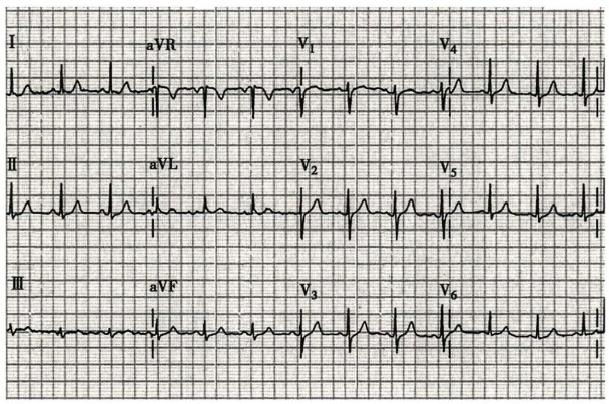 I aVR V₁ V₄
II aVL V₂ V₅
III aVF V₃ V₆